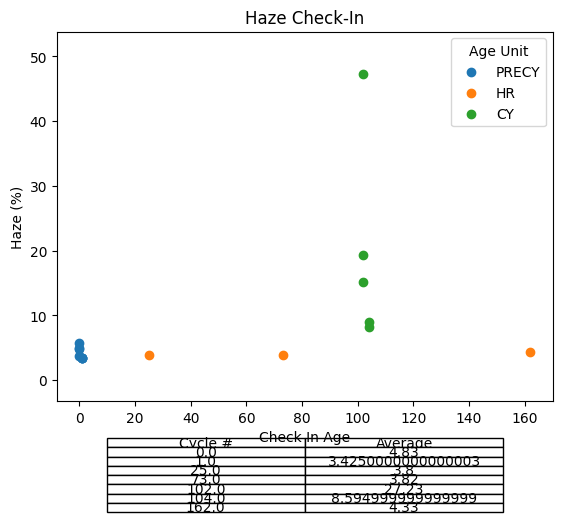 Haze Check-In
Age Unit
PRECY
HR
CY
Haze (%)
50
40
30
20
10
0
0 20 40 60 80 100 120 140 160
Check In Age
Cycle # Average
0.0 4.83
1.0 3.4250000000000003
25.0 3.8
73.0 3.82
102.0 27.23
104.0 8.594999999999999
162.0 4.33